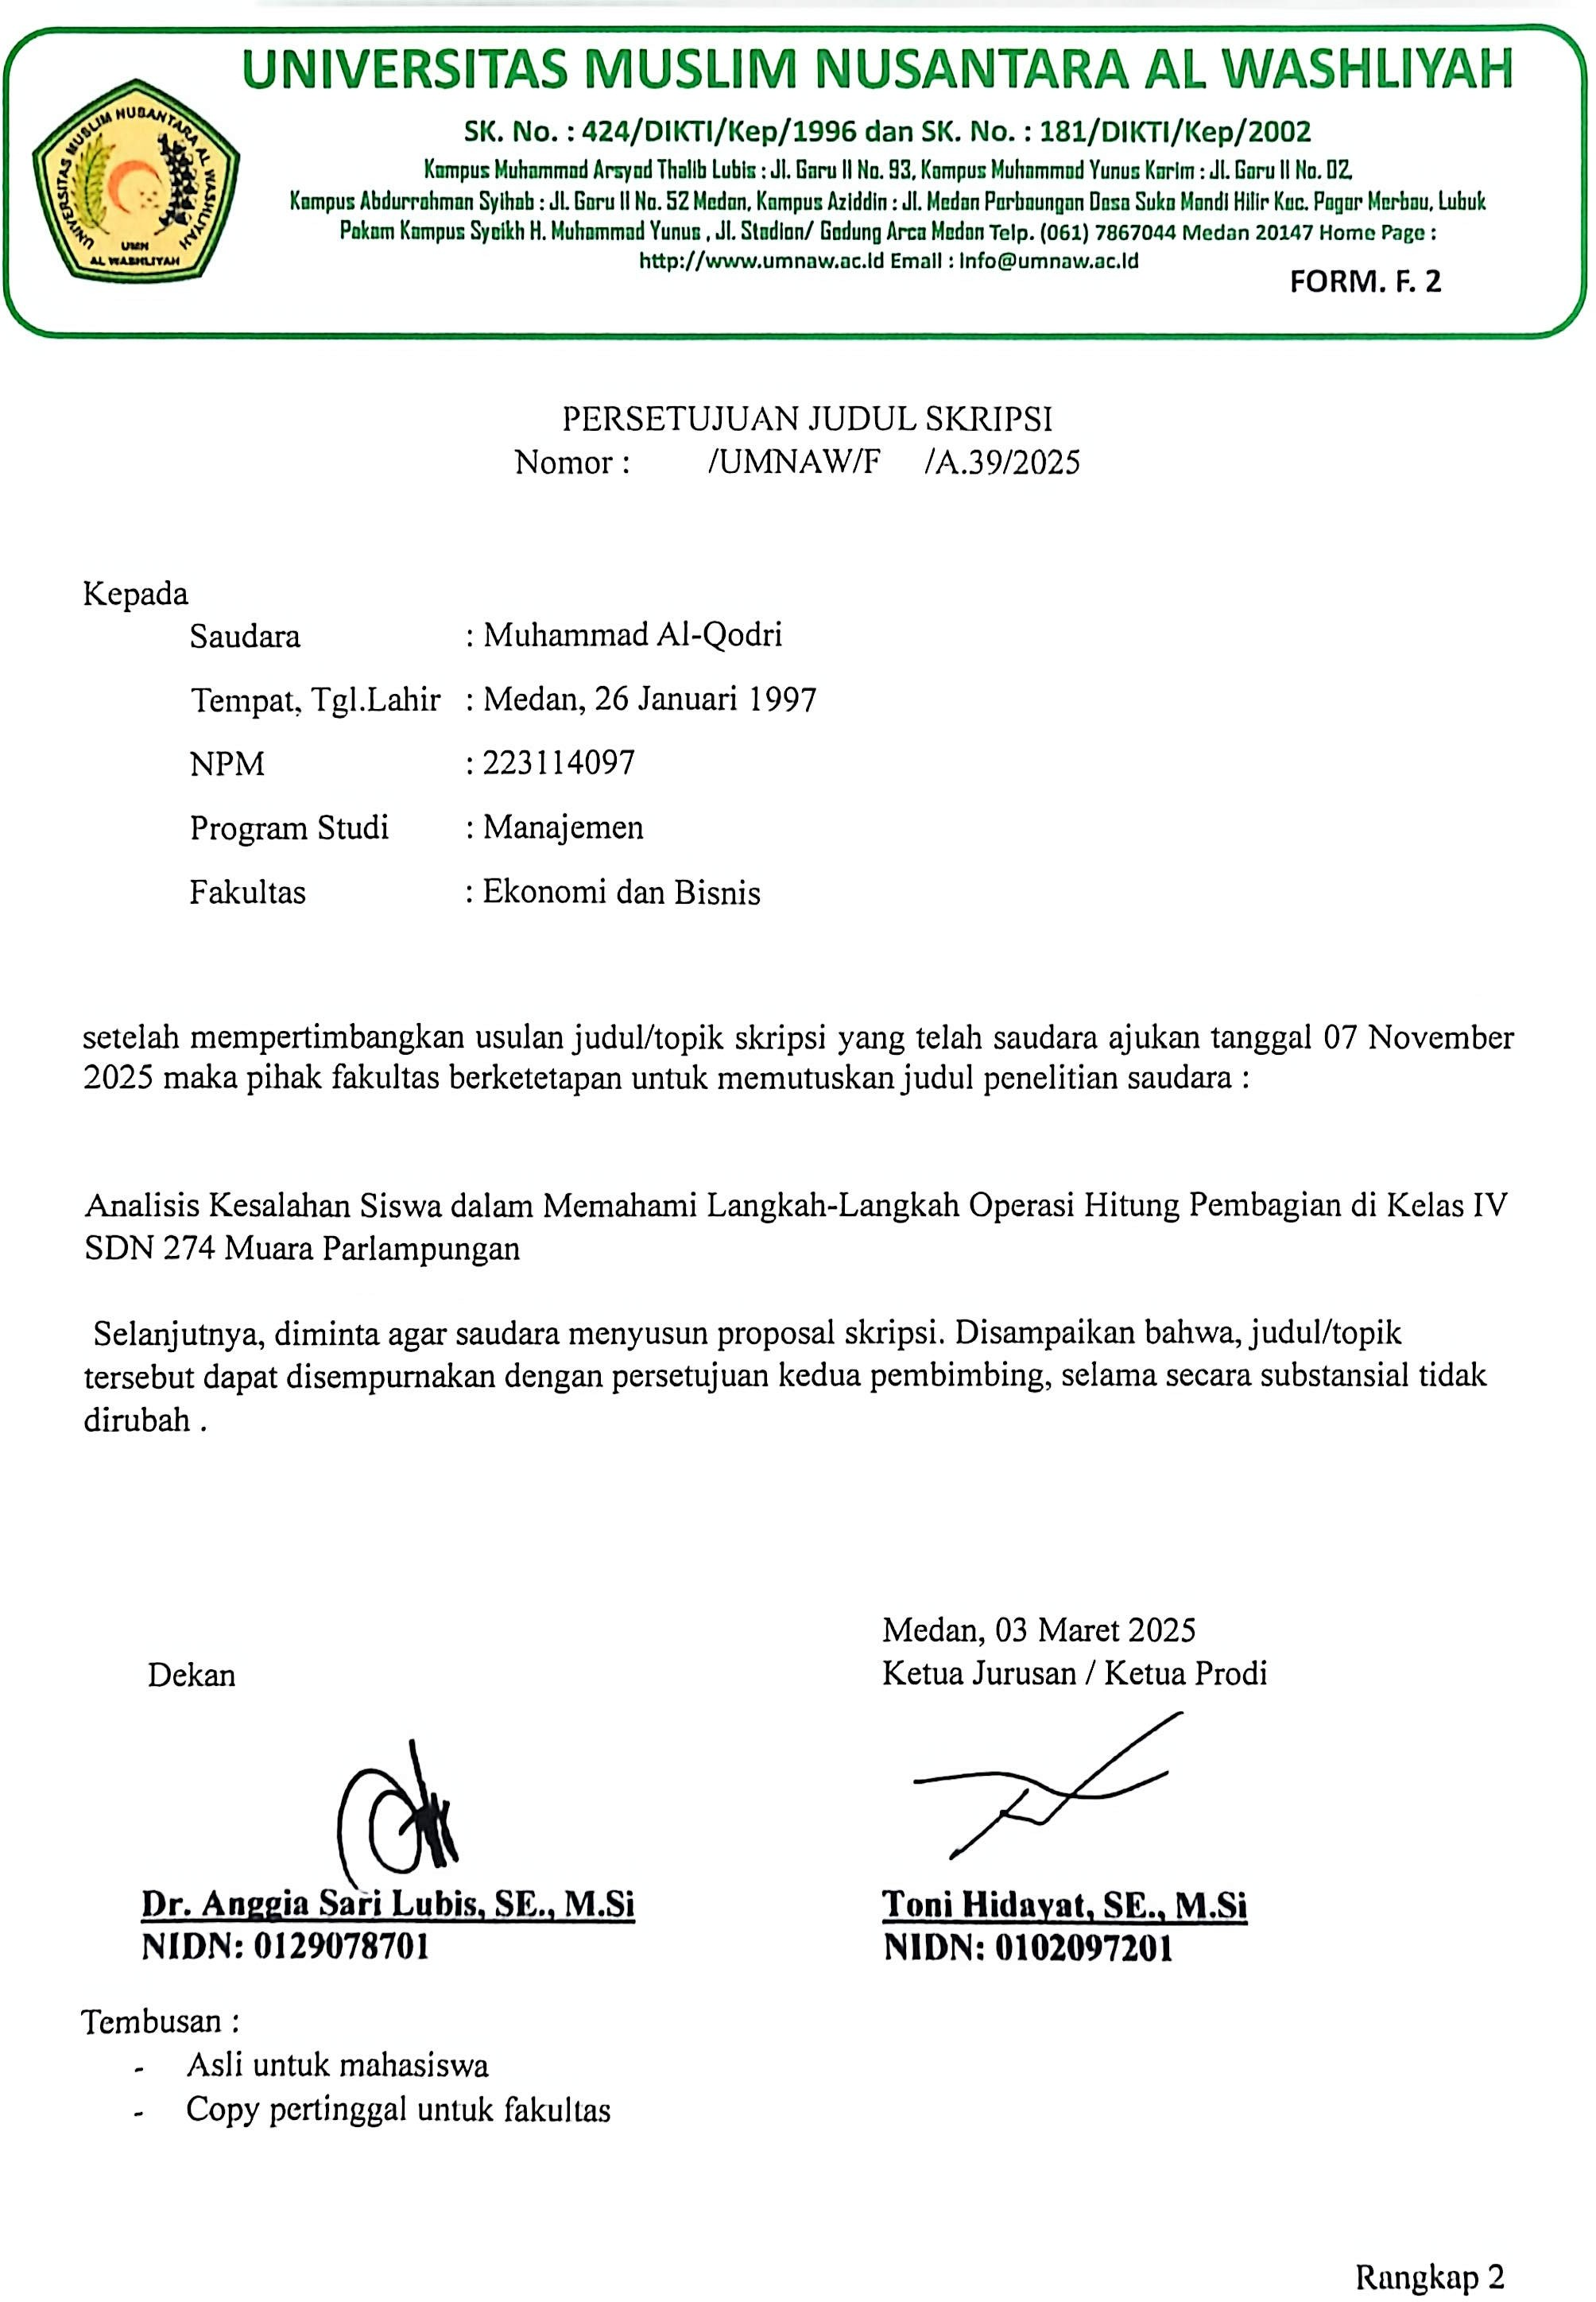 UNIVERSITAS MUSLIM NUSANTARA AL WASHLIYAH
SK. No. : 424/DIKTI/Kep/1996 dan SK. No. : 181/DIKTI/Kep/2002
Kampus Muhammad Arsyad Thalib Lubis : Jl. Garu II No. 93, Kampus Muhammad Yunus Karim : Jl. Garu II No. 02,
Kampus Abdurrahman Syihab : Jl. Garu II No. 52 Medan, Kampus Aziddin : Jl. Medan Perbaungan Desa Suka Mandi Hilir Kec. Pagar Merbau, Lubuk
Pakam Kampus Syeikh H. Muhammad Yunus , Jl. Stadion/ Gedung Arca Medan Telp. (061) 7867044 Medan 20147 Home Page :
http://www.umnaw.ac.id Email : info@umnaw.ac.id
FORM. F. 2
UNIVERSITAS MUSLIM NUSANTARA AL WASHLIYAH
UMN
AL WASHLIYAH
PERSETUJUAN JUDUL SKRIPSI
Nomor : /UMNAW/F /A.39/2025
Kepada
Saudara : Muhammad Al-Qodri
Tempat, Tgl.Lahir : Medan, 26 Januari 1997
NPM : 223114097
Program Studi : Manajemen
Fakultas : Ekonomi dan Bisnis
setelah mempertimbangkan usulan judul/topik skripsi yang telah saudara ajukan tanggal 07 November
2025 maka pihak fakultas berketetapan untuk memutuskan judul penelitian saudara :
Analisis Kesalahan Siswa dalam Memahami Langkah-Langkah Operasi Hitung Pembagian di Kelas IV
SDN 274 Muara Parlampungan
Selanjutnya, diminta agar saudara menyusun proposal skripsi. Disampaikan bahwa, judul/topik
tersebut dapat disempurnakan dengan persetujuan kedua pembimbing, selama secara substansial tidak
dirubah .
Medan, 03 Maret 2025
Dekan
Ketua Jurusan / Ketua Prodi
Dr. Anggia Sari Lubis, SE., M.Si
NIDN: 0129078701
Toni Hidayat, SE., M.Si
NIDN: 0102097201
Tembusan :
- Asli untuk mahasiswa
- Copy pertinggal untuk fakultas
Rangkap 2